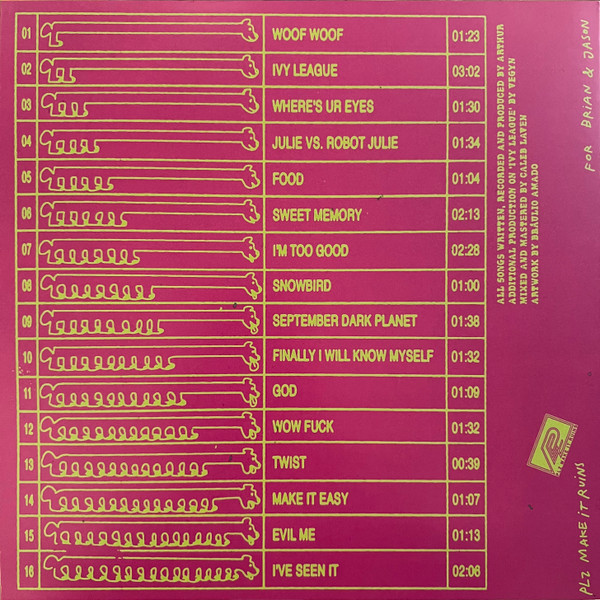 01 WOOF WOOF 01:23
02 IVY LEAGUE 03:02
03 WHERE'S UR EYES 01:30
04 JULIE VS. ROBOT JULIE 01:34
05 FOOD 01:04
06 SWEET MEMORY 02:13
07 I'M TOO GOOD 02:28
08 SNOWBIRD 01:00
09 SEPTEMBER DARK PLANET 01:38
10 FINALLY I WILL KNOW MYSELF 01:32
11 GOD 01:09
12 WOW FUCK 01:32
13 TWIST 00:39
14 MAKE IT EASY 01:07
15 EVIL ME 01:13
16 I'VE SEEN IT 02:06
ALL SONGS WRITTEN, RECORDED AND PRODUCED BY ARTHUR
ADDITIONAL PRODUCTION ON 'IVY LEAGUE' BY VEGYN
MIXED AND MASTERED BY CALEB LAVEN
ARTWORK BY BRÁULIO AMADO
FOR BRIAN & JASON
PLZ MAKE IT RUINS